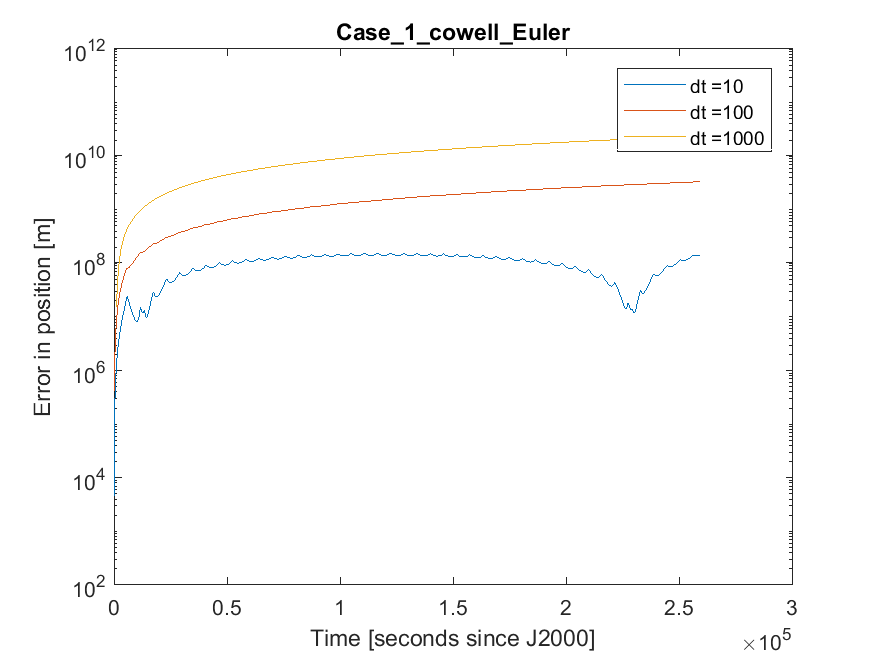 Case_1_cowell_Euler
10^12
10^10
10^8
10^6
10^4
10^2
Error in position [m]
dt =10
dt =100
dt =1000
0 0.5 1 1.5 2 2.5 3
Time [seconds since J2000]
×10^5